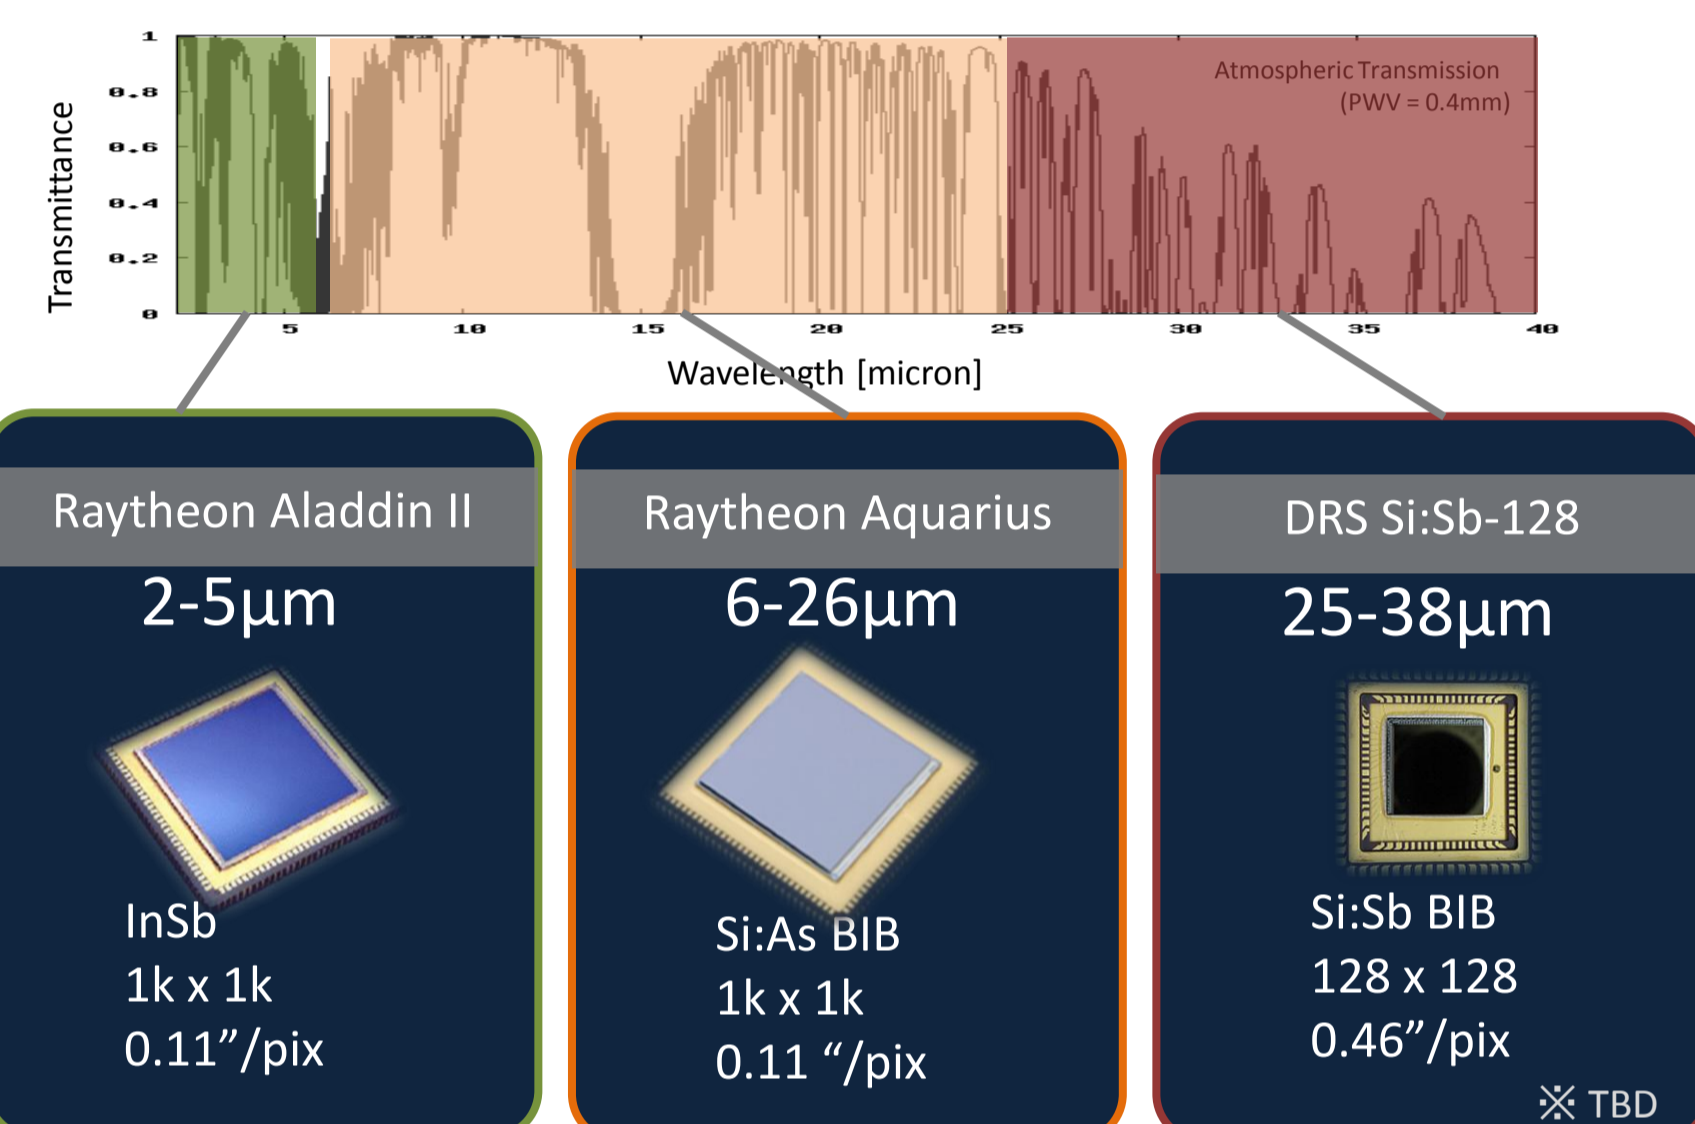 Transmittance
1
0.8
0.6
0.4
0.2
0
Atmospheric Transmission
(PWV = 0.4mm)
5 10 15 20 25 30 35 40
Wavelength [micron]
Raytheon Aladdin II
2-5μm
InSb
1k x 1k
0.11”/pix
Raytheon Aquarius
6-26μm
Si:As BIB
1k x 1k
0.11 “/pix
DRS Si:Sb-128
25-38μm
Si:Sb BIB
128 x 128
0.46”/pix
※ TBD